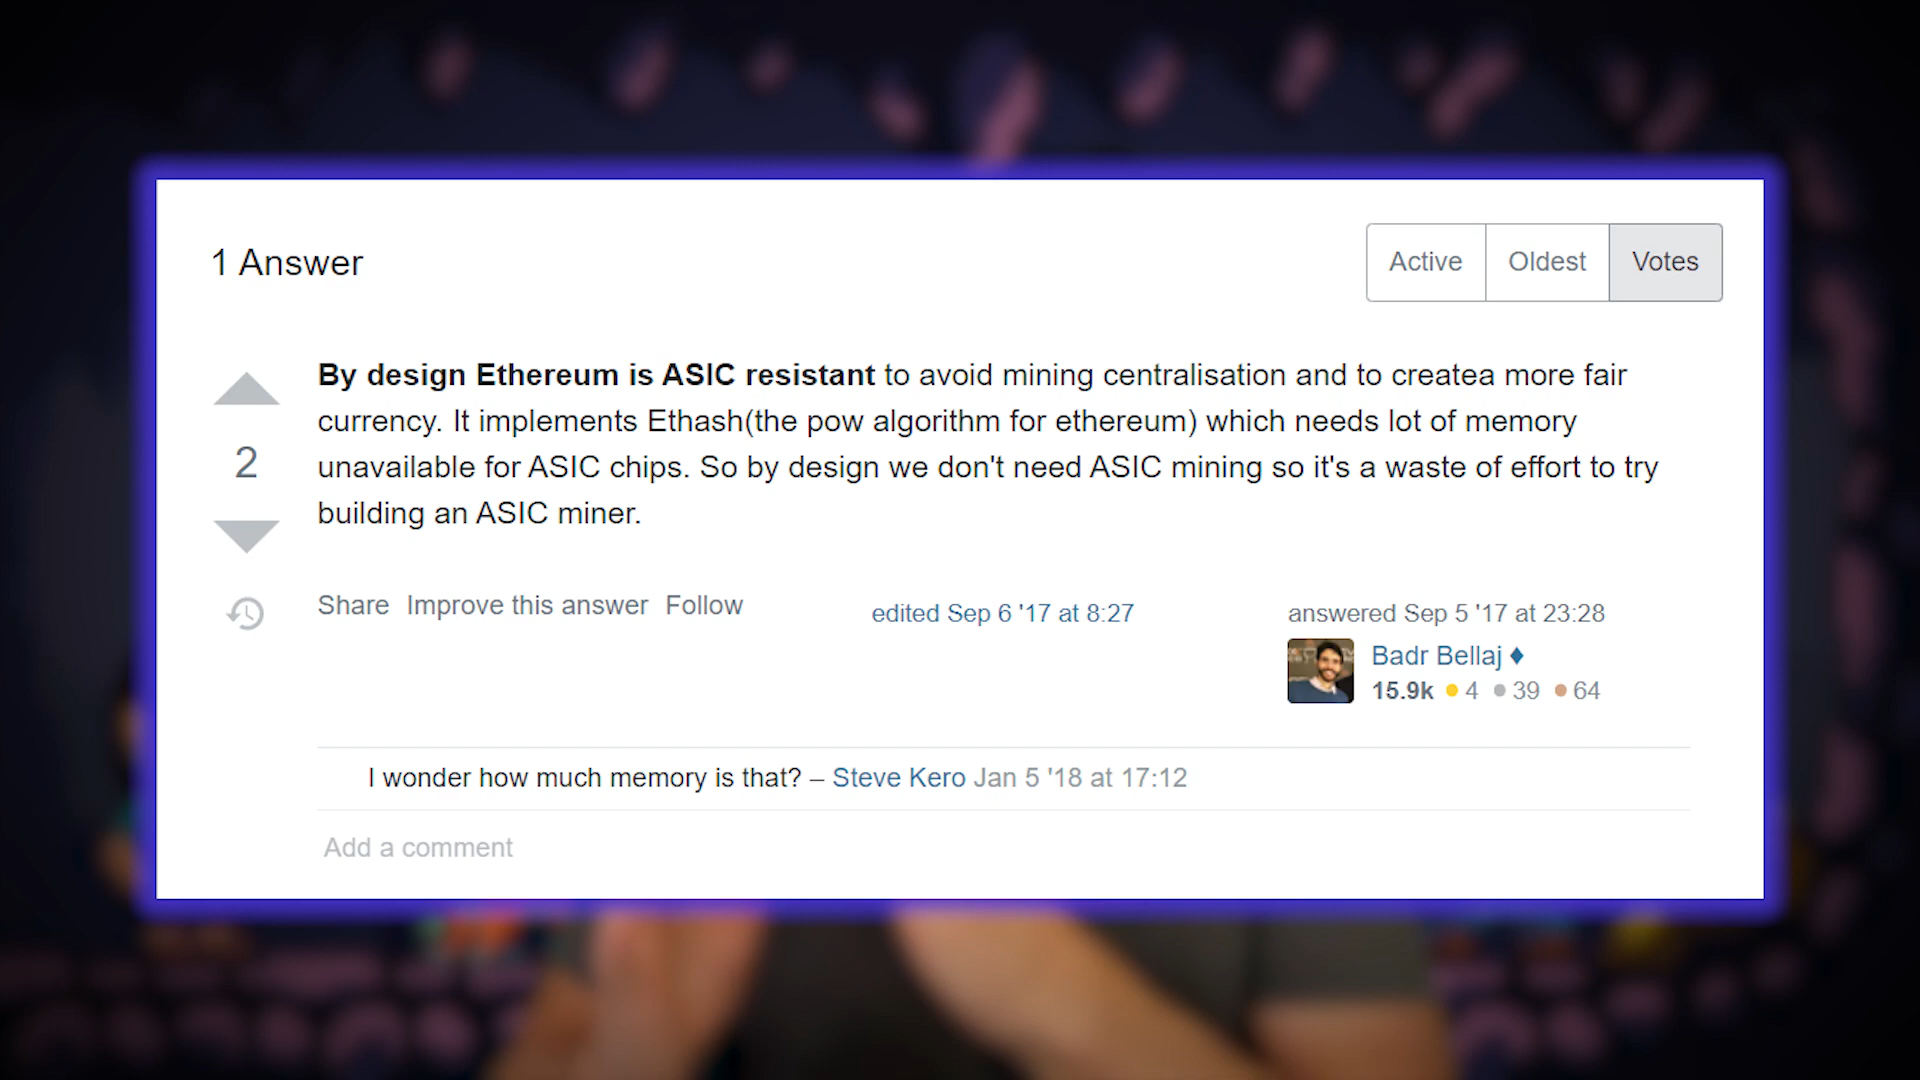 1 Answer
Active Oldest Votes
By design Ethereum is ASIC resistant to avoid mining centralisation and to createa more fair
currency. It implements Ethash(the pow algorithm for ethereum) which needs lot of memory
2
unavailable for ASIC chips. So by design we don't need ASIC mining so it's a waste of effort to try
building an ASIC miner.
Share Improve this answer Follow
edited Sep 6 '17 at 8:27
answered Sep 5 '17 at 23:28
Badr Bellaj ♦
15.9k ● 4 ● 39 ● 64
I wonder how much memory is that? – Steve Kero Jan 5 '18 at 17:12
Add a comment